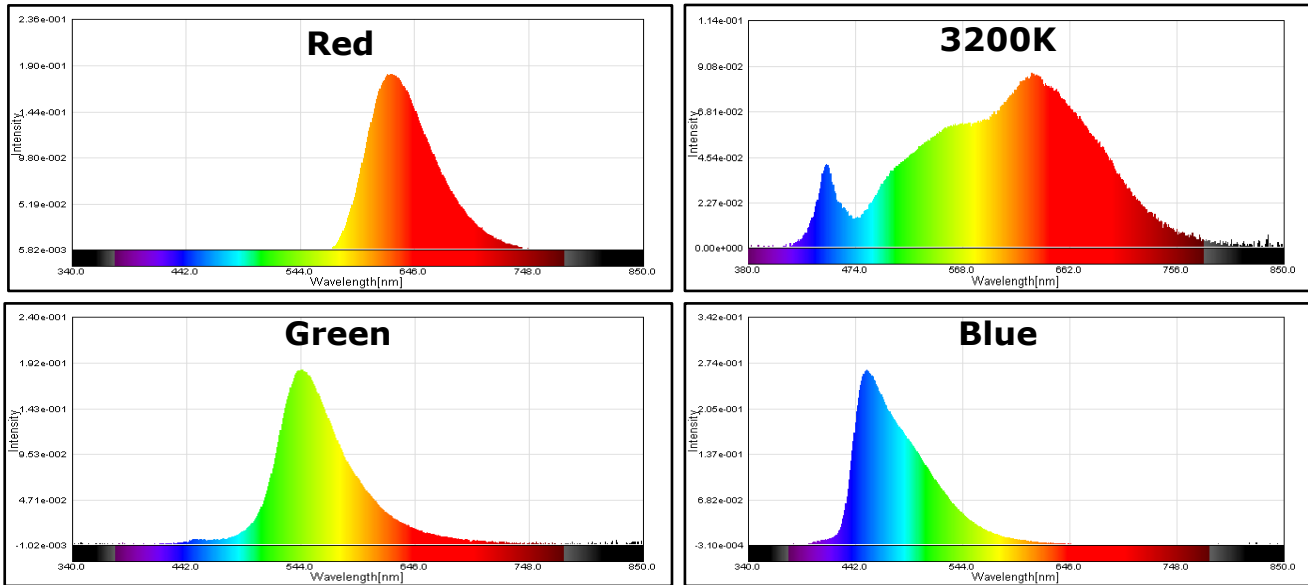 Red
2.36e-001
1.90e-001
1.44e-001
9.80e-002
5.19e-002
5.82e-003
Intensity
340.0 442.0 544.0 646.0 748.0 850.0
Wavelength[nm]
3200K
1.14e-001
9.08e-002
6.81e-002
4.54e-002
2.27e-002
0.00e+000
Intensity
380.0 474.0 568.0 662.0 756.0 850.0
Wavelength[nm]
Green
2.40e-001
1.92e-001
1.43e-001
9.53e-002
4.71e-002
-1.02e-003
Intensity
340.0 442.0 544.0 646.0 748.0 850.0
Wavelength[nm]
Blue
3.42e-001
2.74e-001
2.05e-001
1.37e-001
6.82e-002
-3.10e-004
Intensity
340.0 442.0 544.0 646.0 748.0 850.0
Wavelength[nm]